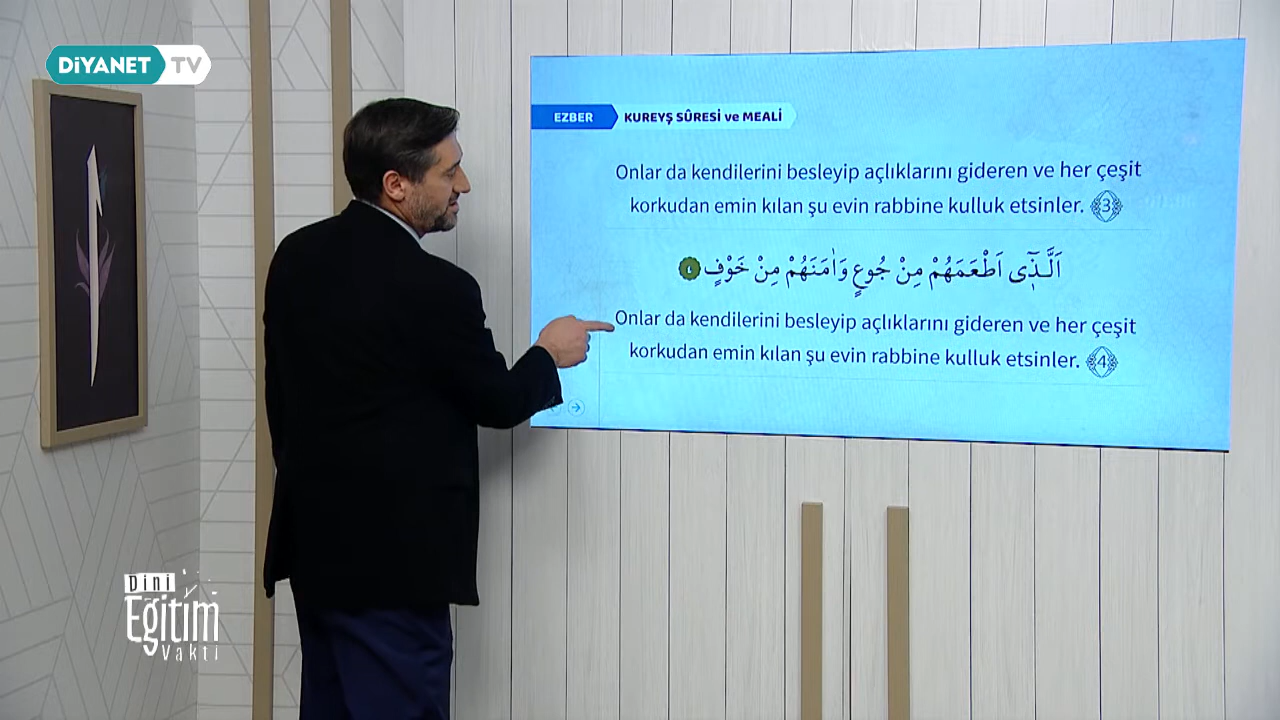 DİYANET TV
EZBER KUREYŞ SÛRESİ ve MEALİ
Onlar da kendilerini besleyip açlıklarını gideren ve her çeşit
korkudan emin kılan şu evin rabbine kulluk etsinler. 3
اَلَّـذ۪ٓي اَطْعَمَهُمْ مِنْ جُوعٍ وَاٰمَنَهُمْ مِنْ خَوْفٍ ٤
Onlar da kendilerini besleyip açlıklarını gideren ve her çeşit
korkudan emin kılan şu evin rabbine kulluk etsinler. 4
Dini
Eğitim
Vakti